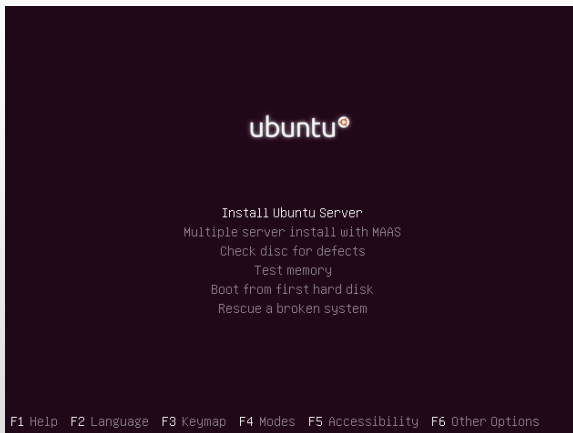 ubuntu
Install Ubuntu Server
Multiple server install with MAAS
Check disc for defects
Test memory
Boot from first hard disk
Rescue a broken system
F1 Help F2 Language F3 Keymap F4 Modes F5 Accessibility F6 Other Options